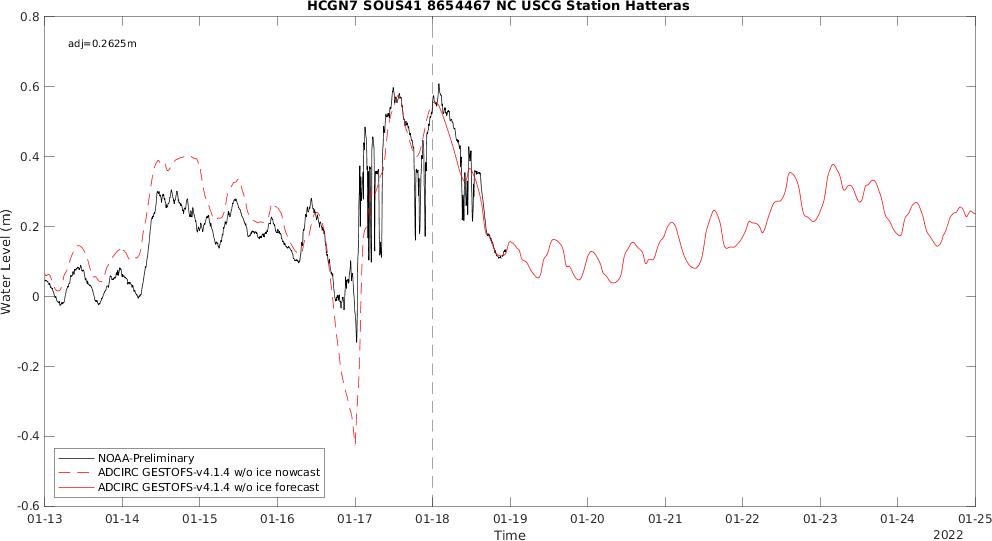 HCGN7 SOUS41 8654467 NC USCG Station Hatteras
adj=0.2625m
0.8
0.6
0.4
0.2
0
-0.2
-0.4
-0.6
Water Level (m)
NOAA-Preliminary
ADCIRC GESTOFS-v4.1.4 w/o ice nowcast
ADCIRC GESTOFS-v4.1.4 w/o ice forecast
01-13 01-14 01-15 01-16 01-17 01-18 01-19 01-20 01-21 01-22 01-23 01-24 01-25
Time
2022